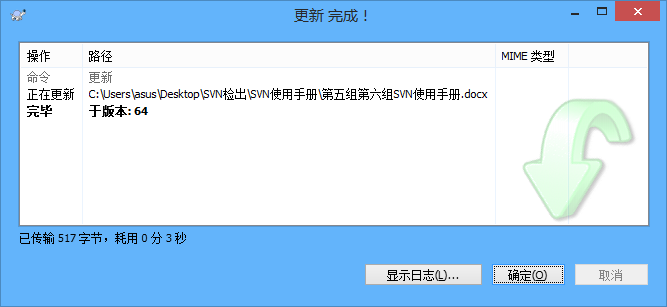 更新 完成！
操作 路径 MIME 类型
命令 更新
正在更新 C:\Users\asus\Desktop\SVN检出\SVN使用手册\第五组第六组SVN使用手册.docx
完毕 于版本: 64
已传输 517 字节，耗用 0 分 3 秒
显示日志(L)... 确定(O) 取消